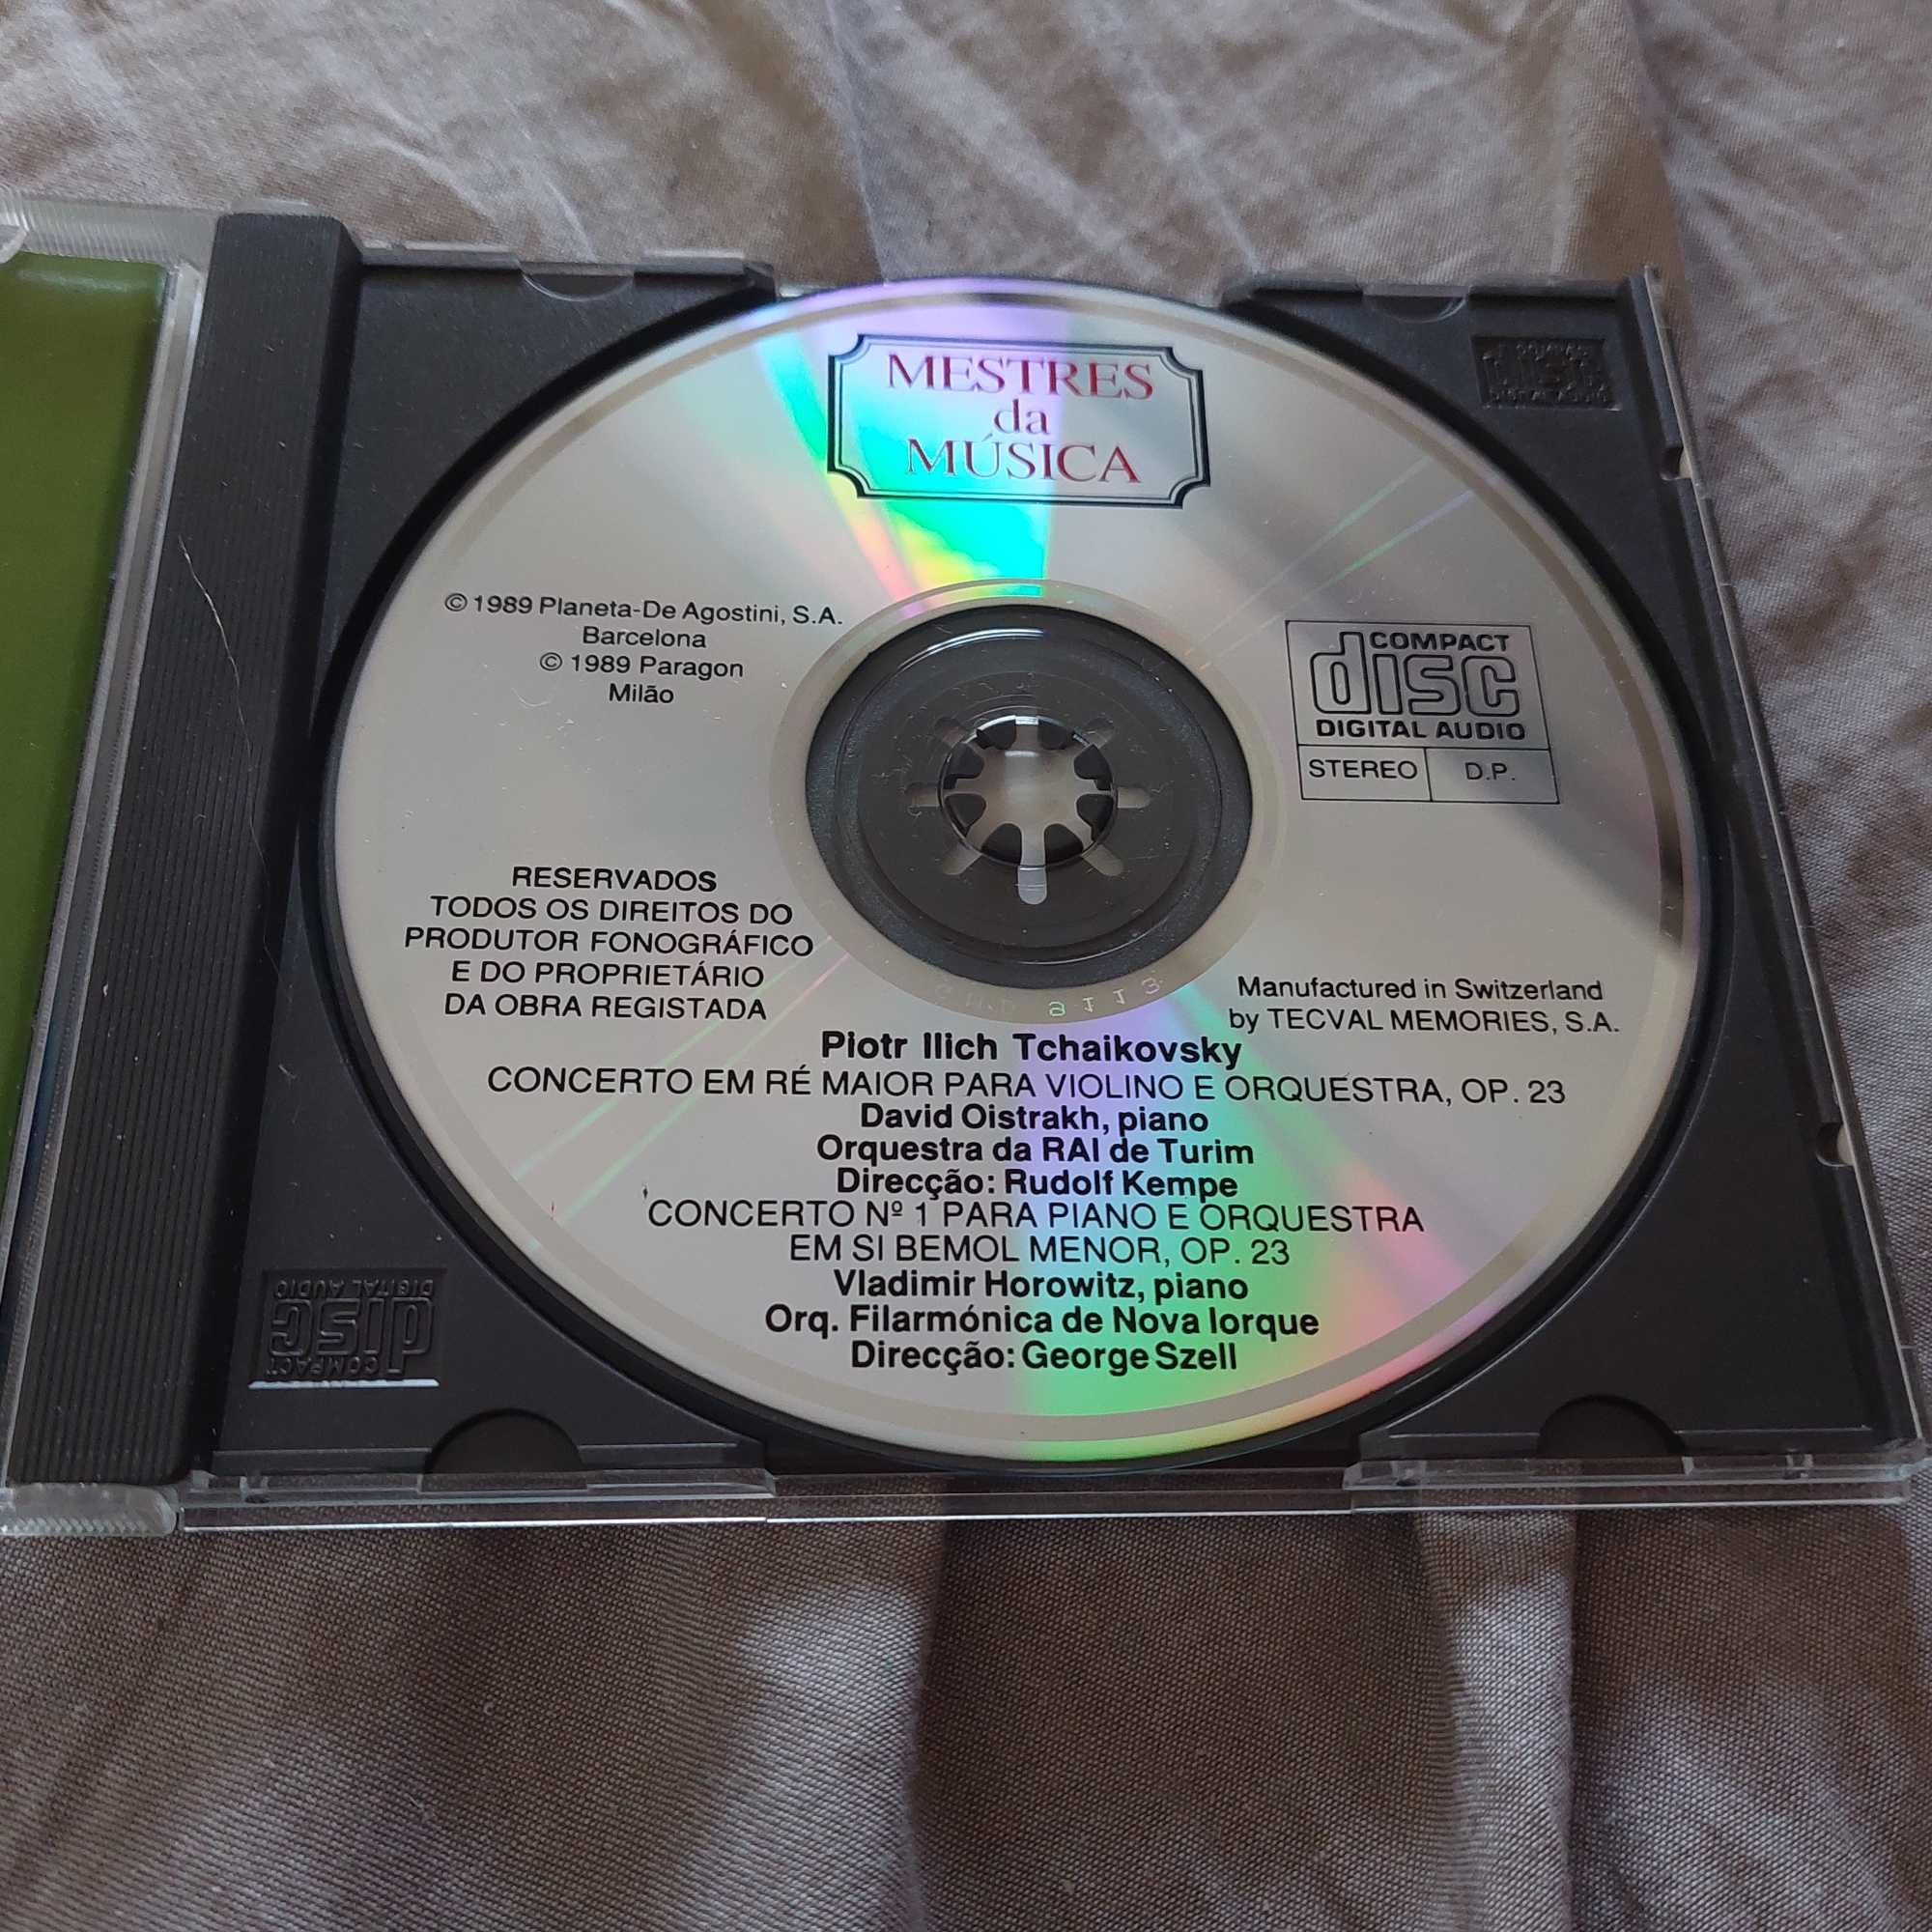 MESTRES
da
MÚSICA
© 1989 Planeta-De Agostini, S.A.
Barcelona
© 1989 Paragon
Milão
COMPACT
disc
DIGITAL AUDIO
STEREO D.P.
RESERVADOS
TODOS OS DIREITOS DO
PRODUTOR FONOGRÁFICO
E DO PROPRIETÁRIO
DA OBRA REGISTADA
Manufactured in Switzerland
by TECVAL MEMORIES, S.A.
Piotr Ilich Tchaikovsky
CONCERTO EM RÉ MAIOR PARA VIOLINO E ORQUESTRA, OP. 23
David Oistrakh, piano
Orquestra da RAI de Turim
Direcção: Rudolf Kempe
CONCERTO Nº 1 PARA PIANO E ORQUESTRA
EM SI BEMOL MENOR, OP. 23
Vladimir Horowitz, piano
Orq. Filarmónica de Nova Iorque
Direcção: George Szell
COMPACT
disc
DIGITAL AUDIO
COMPACT
disc
DIGITAL AUDIO